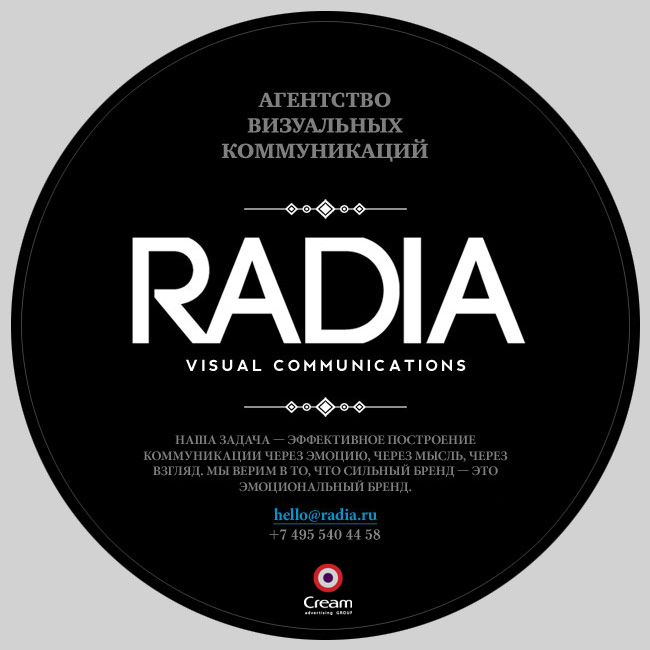 АГЕНТСТВО
ВИЗУАЛЬНЫХ
КОММУНИКАЦИЙ
RADIA
VISUAL COMMUNICATIONS
НАША ЗАДАЧА — ЭФФЕКТИВНОЕ ПОСТРОЕНИЕ
КОММУНИКАЦИИ ЧЕРЕЗ ЭМОЦИЮ, ЧЕРЕЗ МЫСЛЬ, ЧЕРЕЗ
ВЗГЛЯД. МЫ ВЕРИМ В ТО, ЧТО СИЛЬНЫЙ БРЕНД — ЭТО
ЭМОЦИОНАЛЬНЫЙ БРЕНД.
hello@radia.ru
+7 495 540 44 58
Cream
advertising GROUP